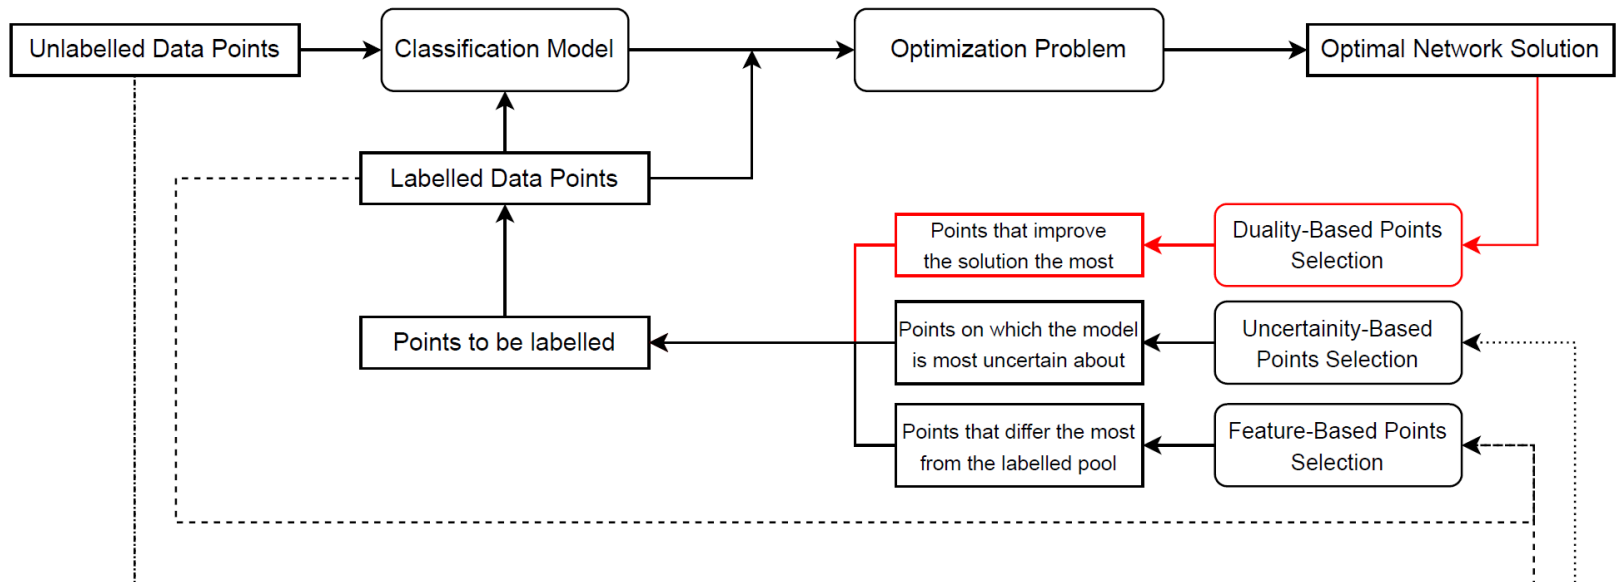 Unlabelled Data Points
Classification Model
Optimization Problem
Optimal Network Solution
Labelled Data Points
Points that improve
the solution the most
Duality-Based Points
Selection
Points to be labelled
Points on which the model
is most uncertain about
Uncertainity-Based
Points Selection
Points that differ the most
from the labelled pool
Feature-Based Points
Selection